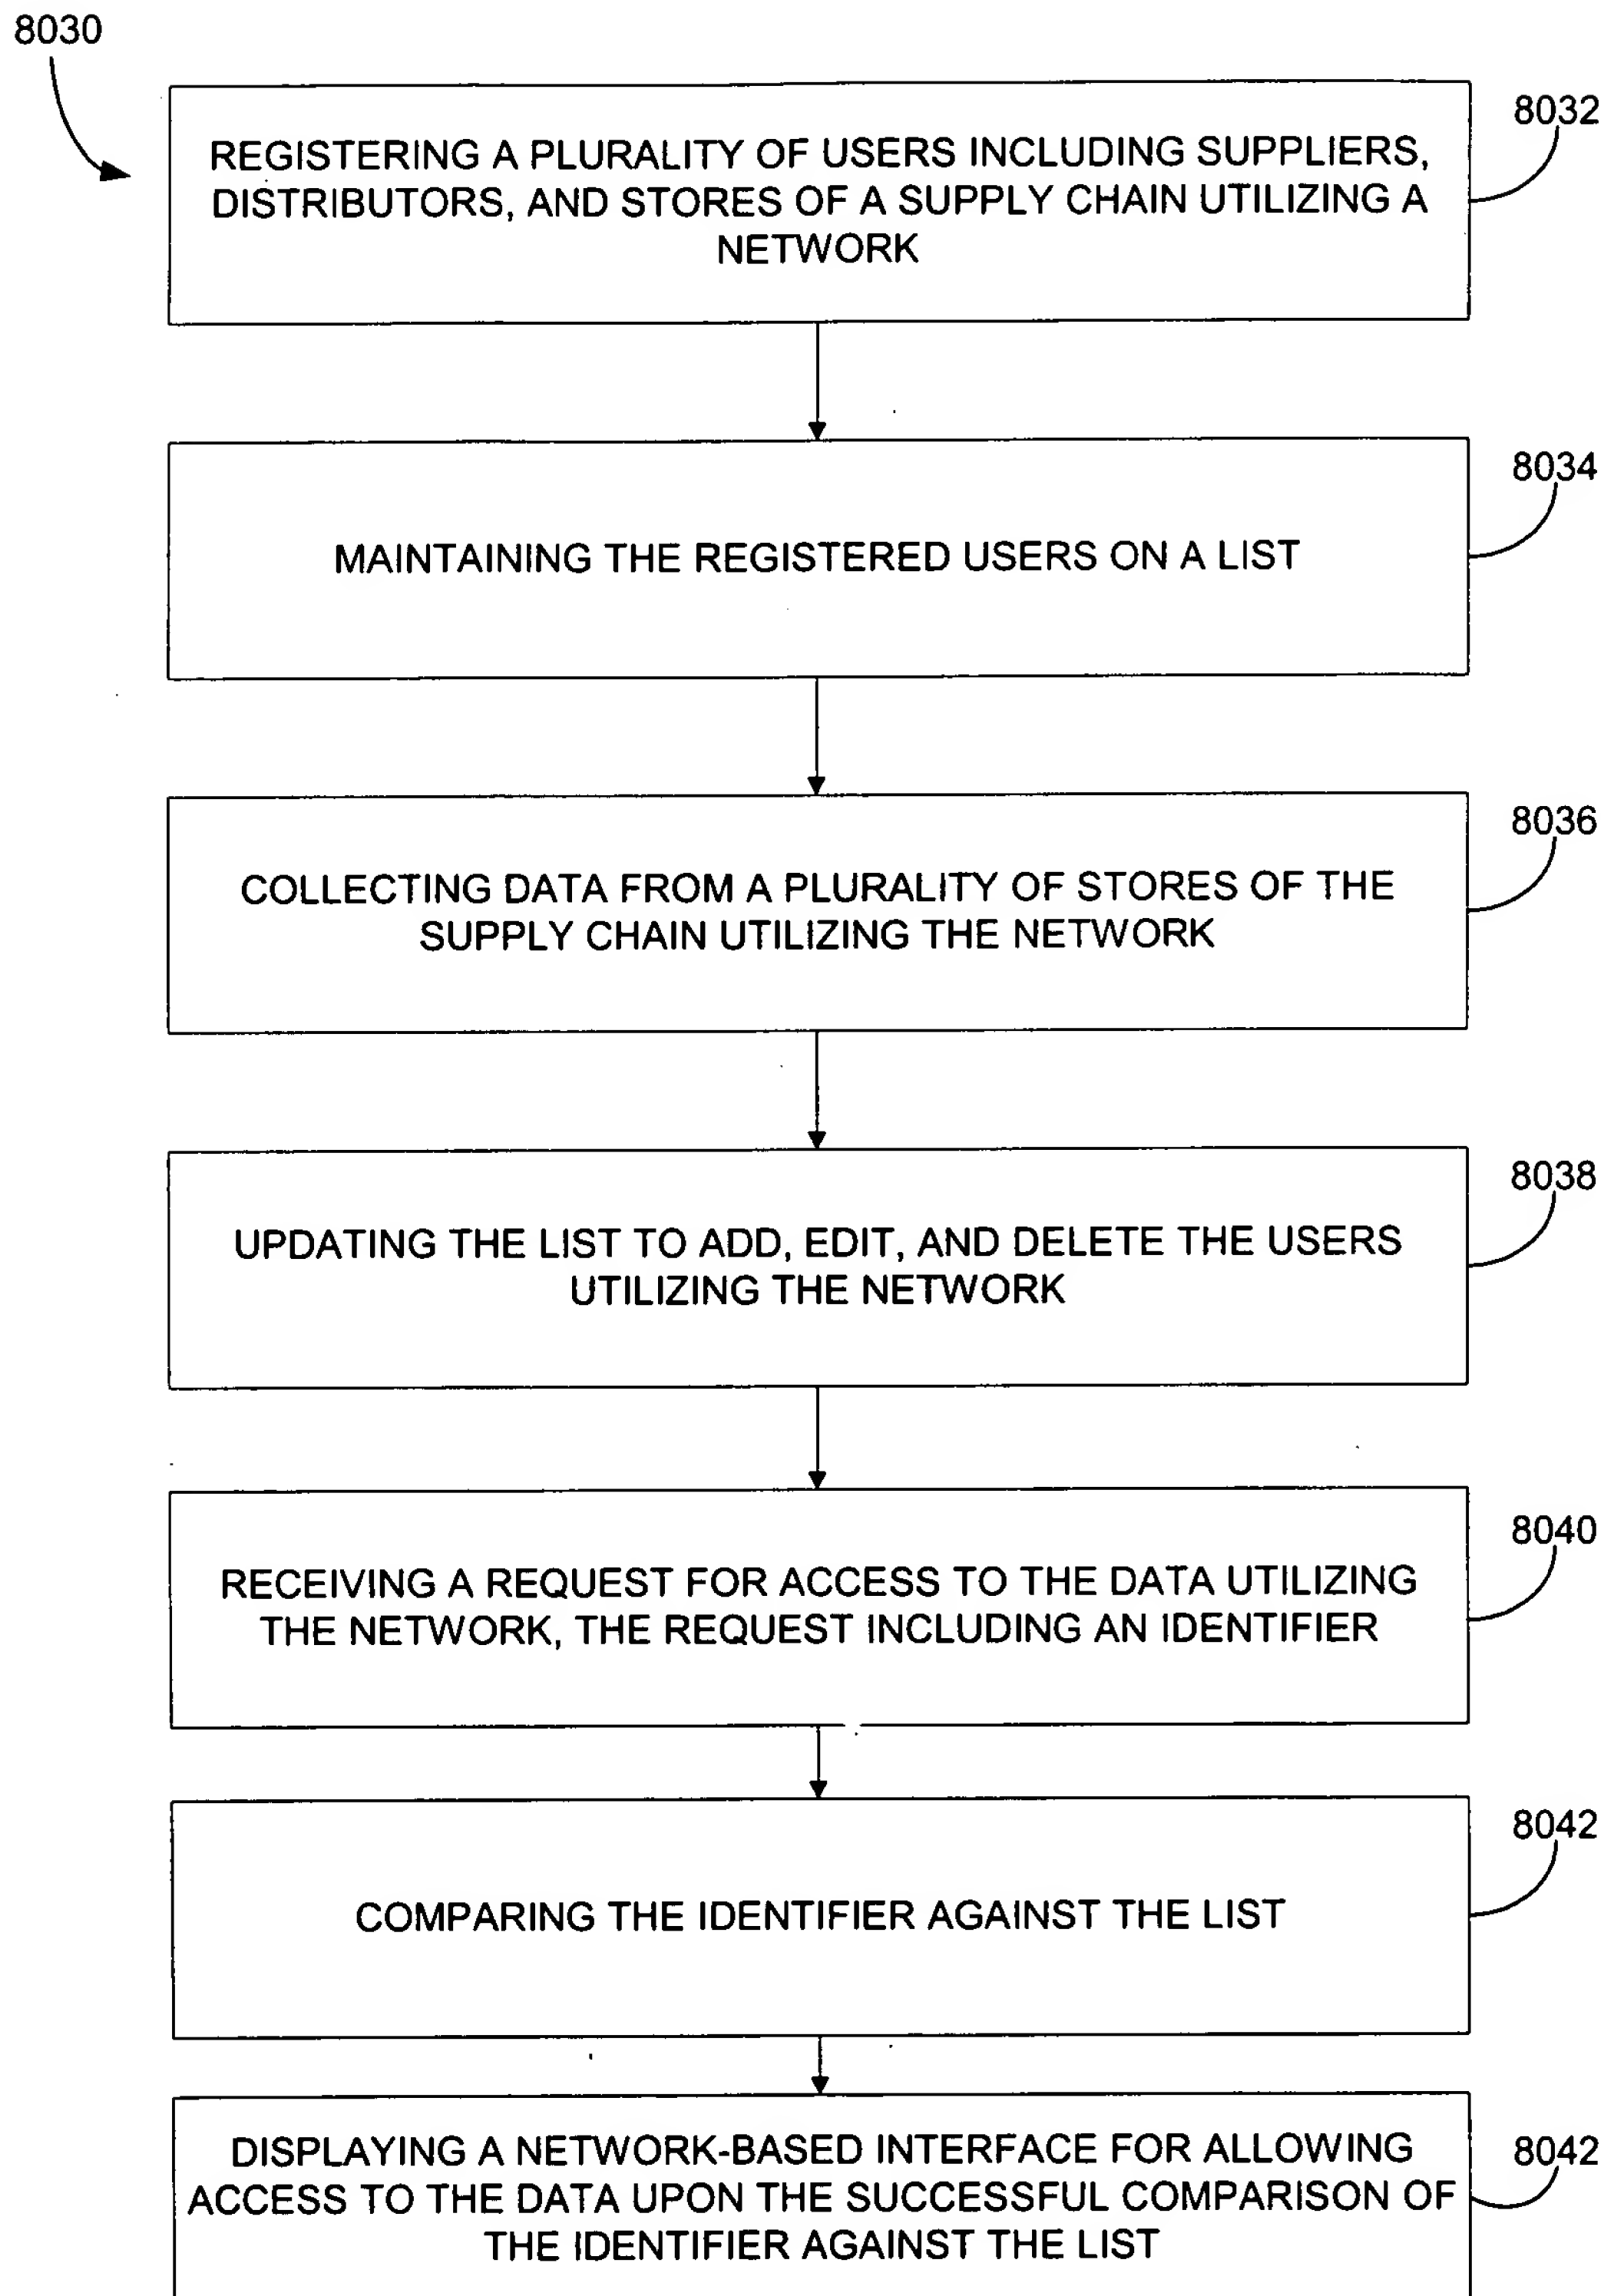 8030
8032
REGISTERING A PLURALITY OF USERS INCLUDING SUPPLIERS,
DISTRIBUTORS, AND STORES OF A SUPPLY CHAIN UTILIZING A
NETWORK
8034
MAINTAINING THE REGISTERED USERS ON A LIST
8036
COLLECTING DATA FROM A PLURALITY OF STORES OF THE
SUPPLY CHAIN UTILIZING THE NETWORK
8038
UPDATING THE LIST TO ADD, EDIT, AND DELETE THE USERS
UTILIZING THE NETWORK
8040
RECEIVING A REQUEST FOR ACCESS TO THE DATA UTILIZING
THE NETWORK, THE REQUEST INCLUDING AN IDENTIFIER
8042
COMPARING THE IDENTIFIER AGAINST THE LIST
8042
DISPLAYING A NETWORK-BASED INTERFACE FOR ALLOWING
ACCESS TO THE DATA UPON THE SUCCESSFUL COMPARISON OF
THE IDENTIFIER AGAINST THE LIST